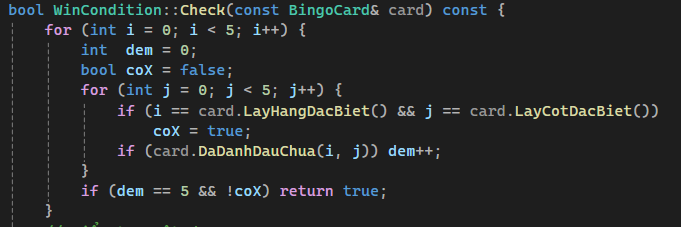 bool WinCondition::Check(const BingoCard& card) const {
    for (int i = 0; i < 5; i++) {
        int  dem = 0;
        bool coX = false;
        for (int j = 0; j < 5; j++) {
            if (i == card.LayHangDacBiet() && j == card.LayCotDacBiet())
                coX = true;
            if (card.DaDanhDauChua(i, j)) dem++;
        }
        if (dem == 5 && !coX) return true;
    }